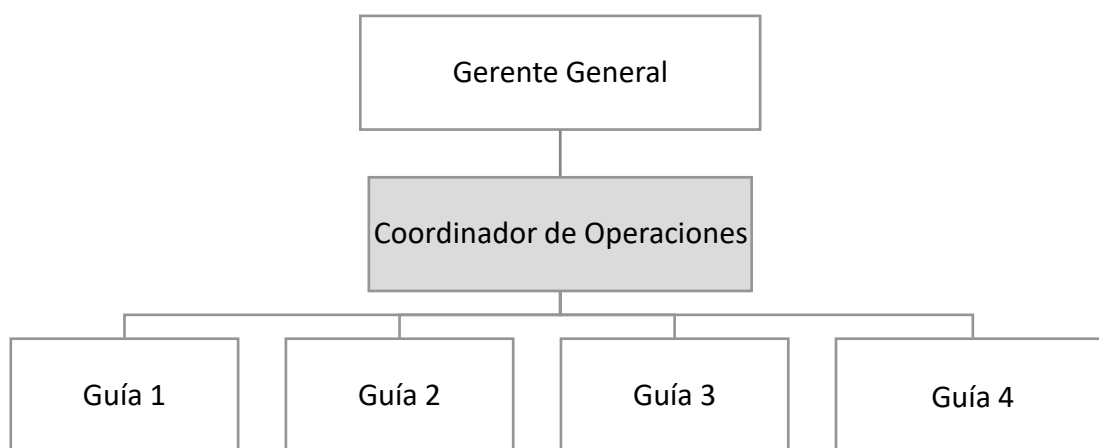 Gerente General
Coordinador de Operaciones
Guía 1
Guía 2
Guía 3
Guía 4